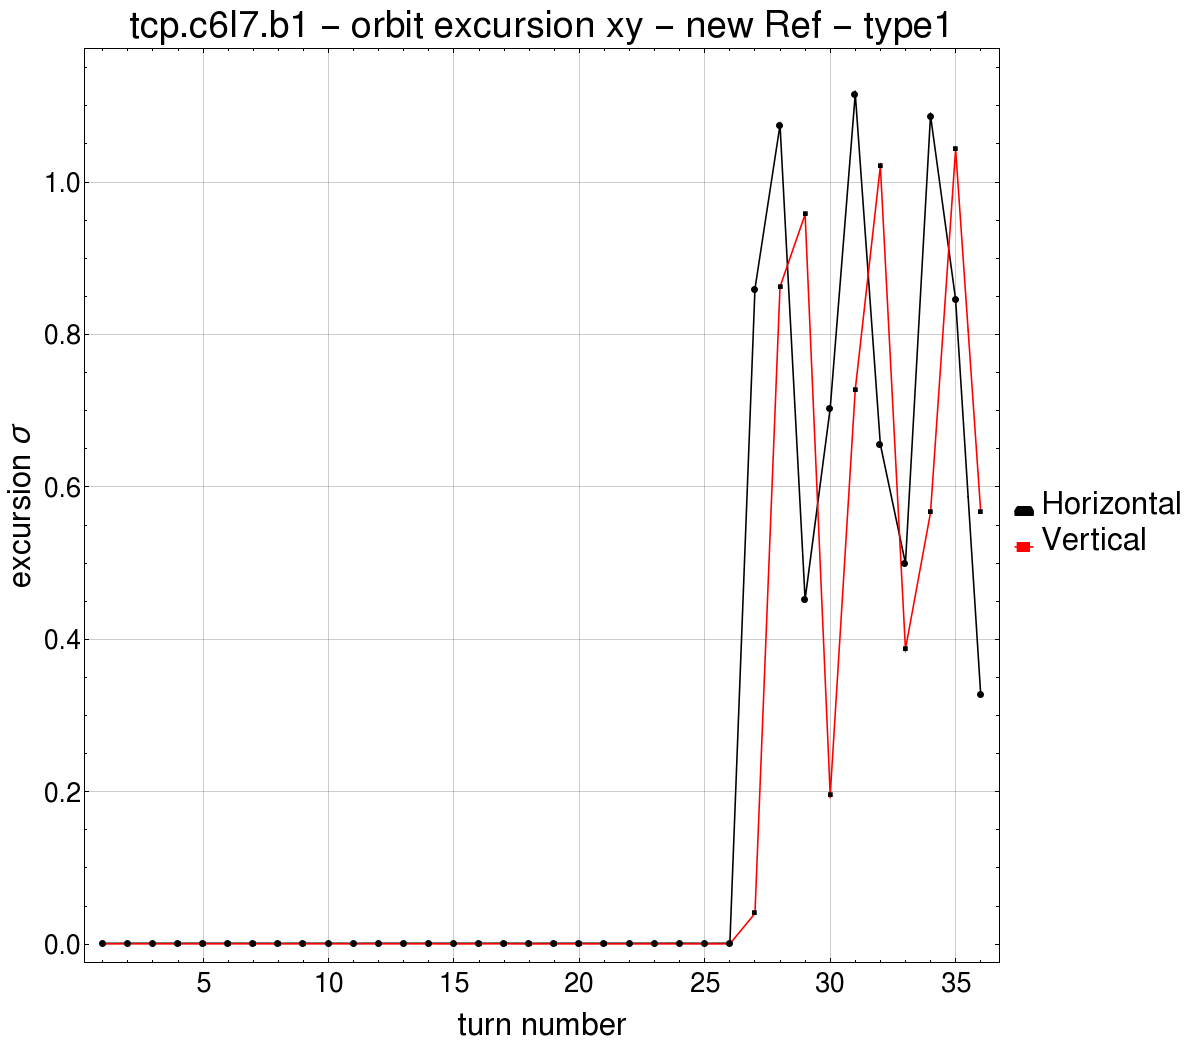 tcp.c6l7.b1 − orbit excursion xy − new Ref − type1
1.0
0.8
0.6
0.4
0.2
0.0
excursion σ
5 10 15 20 25 30 35
turn number
Horizontal
Vertical